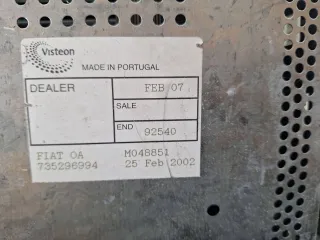 Visteon
MADE IN PORTUGAL
DEALER
FEB/07
SALE
END
92540
FIAT OA
M048851
735296994
25 Feb 2002